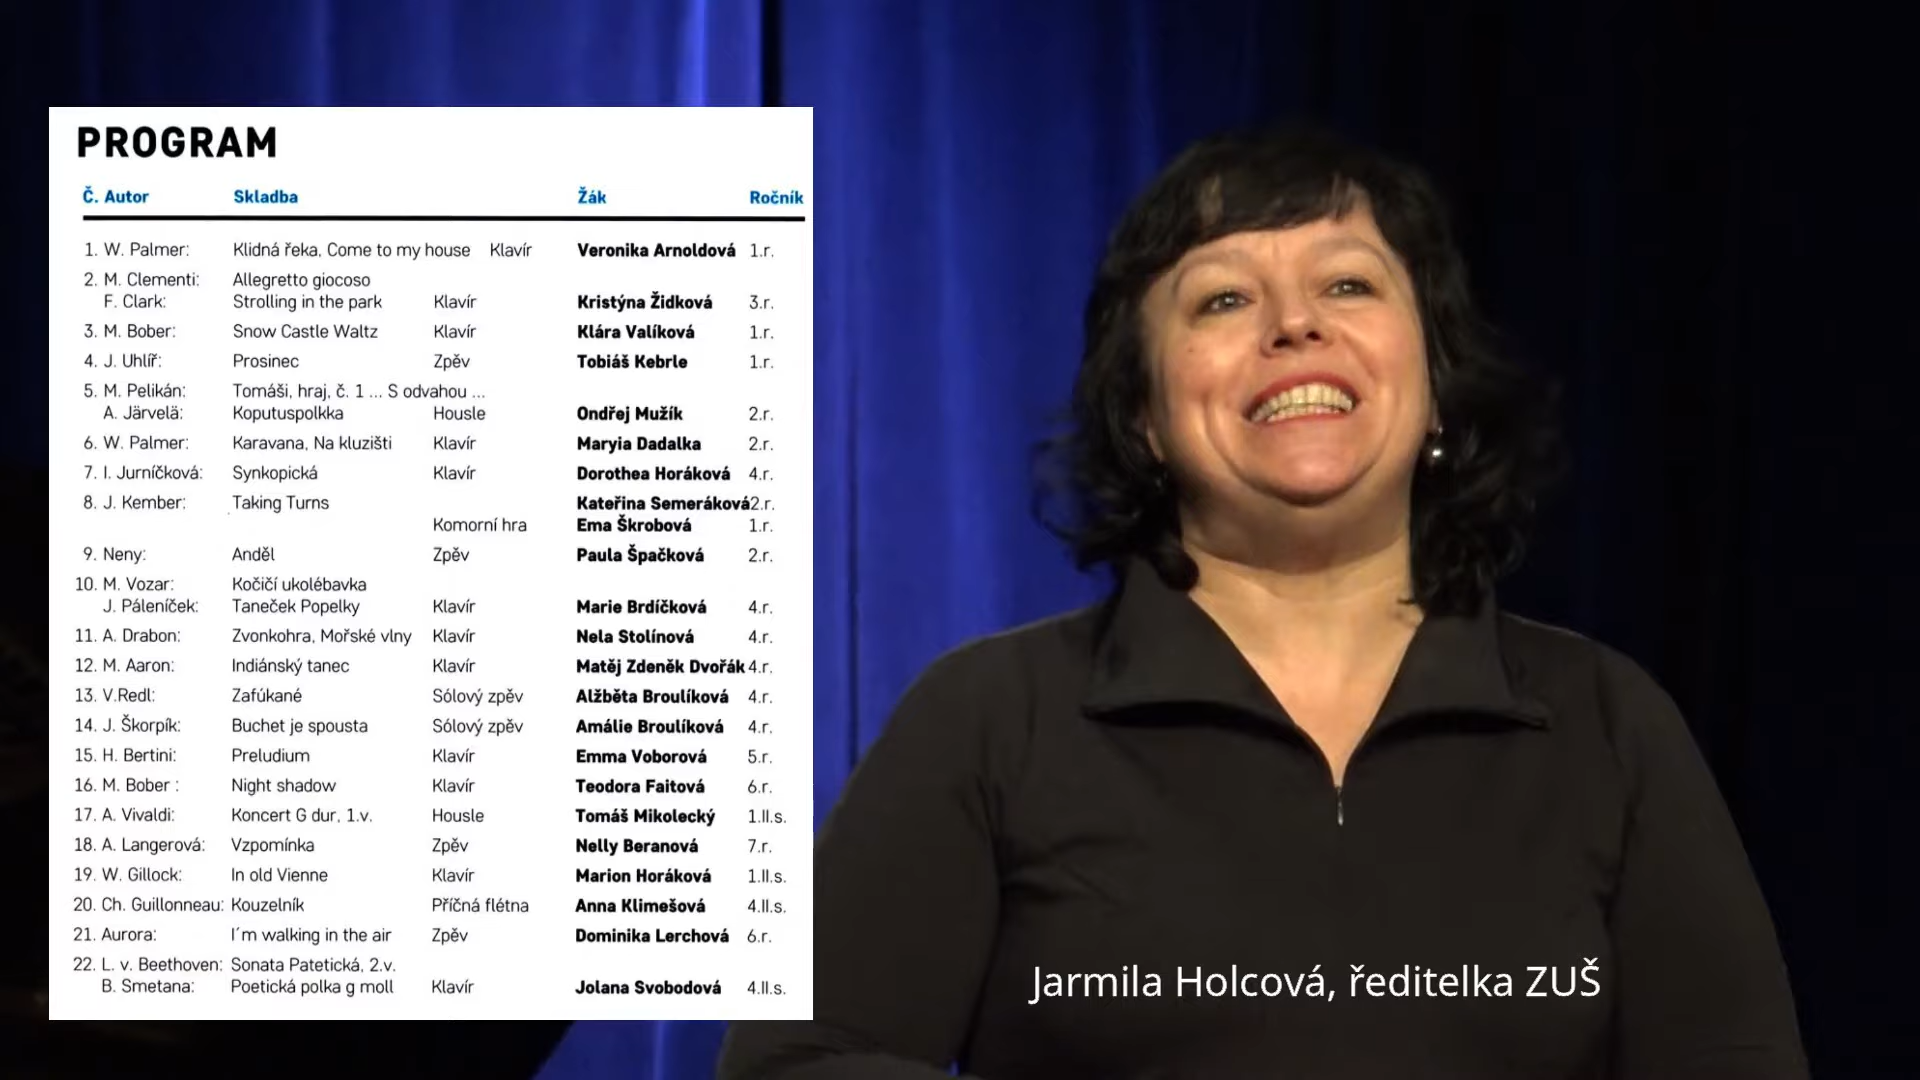 PROGRAM
Č. Autor Skladba Žák Ročník
1. W. Palmer: Klidná řeka, Come to my house Klavír Veronika Arnoldová 1.r.
2. M. Clementi: Allegretto giocoso
F. Clark: Strolling in the park Klavír Kristýna Židková 3.r.
3. M. Bober: Snow Castle Waltz Klavír Klára Valíková 1.r.
4. J. Uhlíř: Prosinec Zpěv Tobiáš Kebrle 1.r.
5. M. Pelikán: Tomáši, hraj, č. 1 ... S odvahou ...
A. Järvelä: Koputuspolkka Housle Ondřej Mužík 2.r.
6. W. Palmer: Karavana, Na kluzišti Klavír Maryia Dadalka 2.r.
7. I. Jurníčková: Synkopická Klavír Dorothea Horáková 4.r.
8. J. Kember: Taking Turns Kateřina Semeráková 2.r.
Komorní hra Ema Škrobová 1.r.
9. Neny: Anděl Zpěv Paula Špačková 2.r.
10. M. Vozar: Kočičí ukolébavka
J. Páleníček: Taneček Popelky Klavír Marie Brdíčková 4.r.
11. A. Drabon: Zvonkohra, Mořské vlny Klavír Nela Stolínová 4.r.
12. M. Aaron: Indiánský tanec Klavír Matěj Zdeněk Dvořák 4.r.
13. V.Redl: Zafúkané Sólový zpěv Alžběta Broulíková 4.r.
14. J. Škorpík: Buchet je spousta Sólový zpěv Amálie Broulíková 4.r.
15. H. Bertini: Preludium Klavír Emma Voborová 5.r.
16. M. Bober : Night shadow Klavír Teodora Faitová 6.r.
17. A. Vivaldi: Koncert G dur, 1.v. Housle Tomáš Mikolecký 1.II.s.
18. A. Langerová: Vzpomínka Zpěv Nelly Beranová 7.r.
19. W. Gillock: In old Vienne Klavír Marion Horáková 1.II.s.
20. Ch. Guillonneau: Kouzelník Příčná flétna Anna Klimešová 4.II.s.
21. Aurora: I´m walking in the air Zpěv Dominika Lerchová 6.r.
22. L. v. Beethoven: Sonata Patetická, 2.v.
B. Smetana: Poetická polka g moll Klavír Jolana Svobodová 4.II.s.
Jarmila Holcová, ředitelka ZUŠ